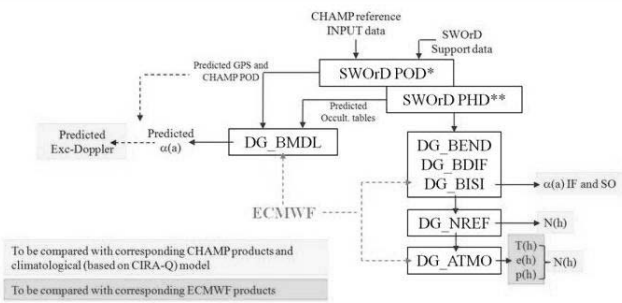 CHAMP reference
INPUT data
SWOrD
Support data
Predicted GPS and
CHAMP POD
SWOrD POD*
SWOrD PHD**
Predicted
Occult. tables
Predicted
Exc-Doppler
Predicted
α(a)
DG_BMDL
DG_BEND
DG_BDIF
DG_BISI
α(a) IF and SO
ECMWF
DG_NREF
N(h)
DG_ATMO
T(h)
e(h)
p(h)
N(h)
To be compared with corresponding CHAMP products and
climatological (based on CIRA-Q) model
To be compared with corresponding ECMWF products